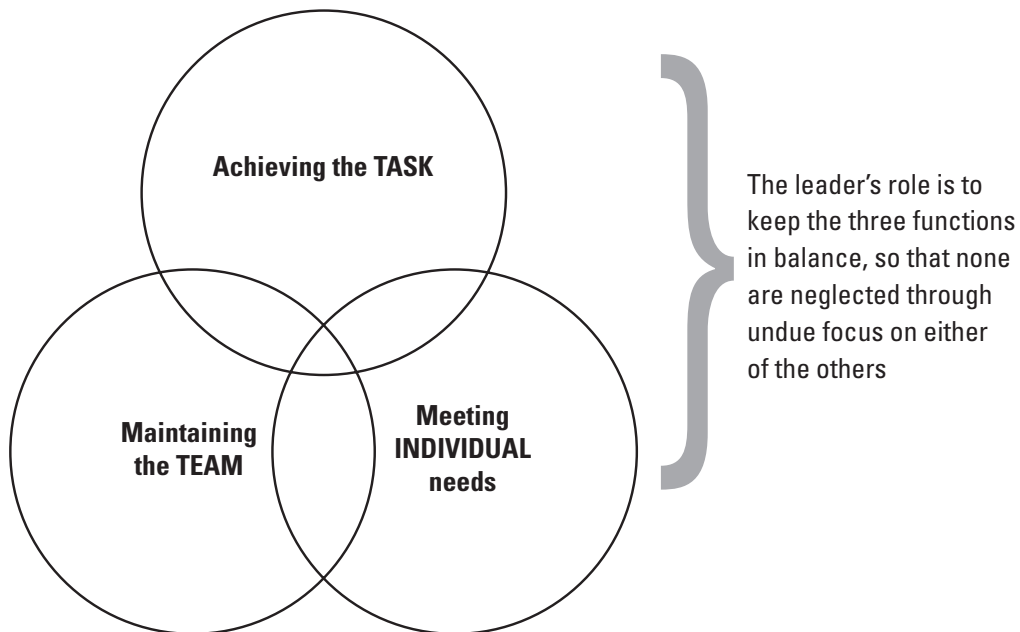 Achieving the TASK
Maintaining
the TEAM
Meeting
INDIVIDUAL
needs
The leader’s role is to
keep the three functions
in balance, so that none
are neglected through
undue focus on either
of the others